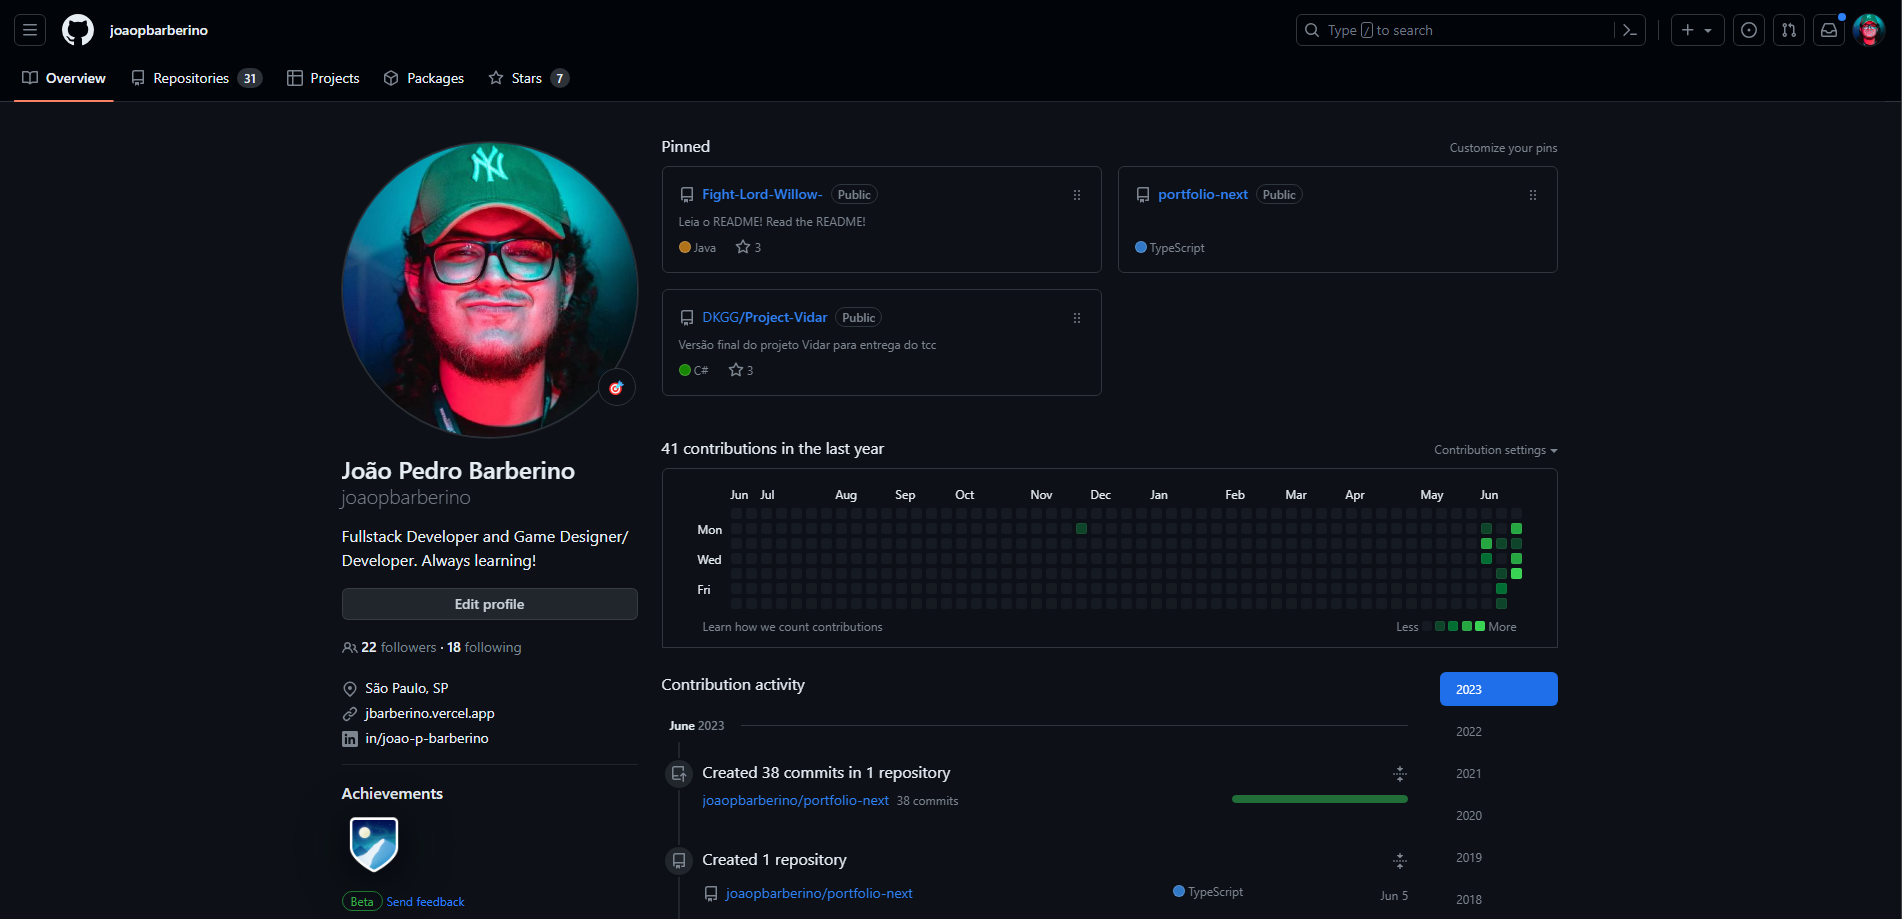 joaopbarberino
Type / to search
Overview
Repositories 31
Projects
Packages
Stars 7
NY
João Pedro Barberino
joaopbarberino
Fullstack Developer and Game Designer/
Developer. Always learning!
Edit profile
22 followers · 18 following
São Paulo, SP
jbarberino.vercel.app
in/joao-p-barberino
Achievements
Beta Send feedback
Pinned
Customize your pins
Fight-Lord-Willow- Public
Leia o README! Read the README!
Java 3
portfolio-next Public
TypeScript
DKGG/Project-Vidar Public
Versão final do projeto Vidar para entrega do tcc
C# 3
41 contributions in the last year
Contribution settings
Jun Jul Aug Sep Oct Nov Dec Jan Feb Mar Apr May Jun
Mon
Wed
Fri
Learn how we count contributions
Less More
Contribution activity
June 2023
Created 38 commits in 1 repository
joaopbarberino/portfolio-next 38 commits
Created 1 repository
joaopbarberino/portfolio-next TypeScript Jun 5
2023
2022
2021
2020
2019
2018